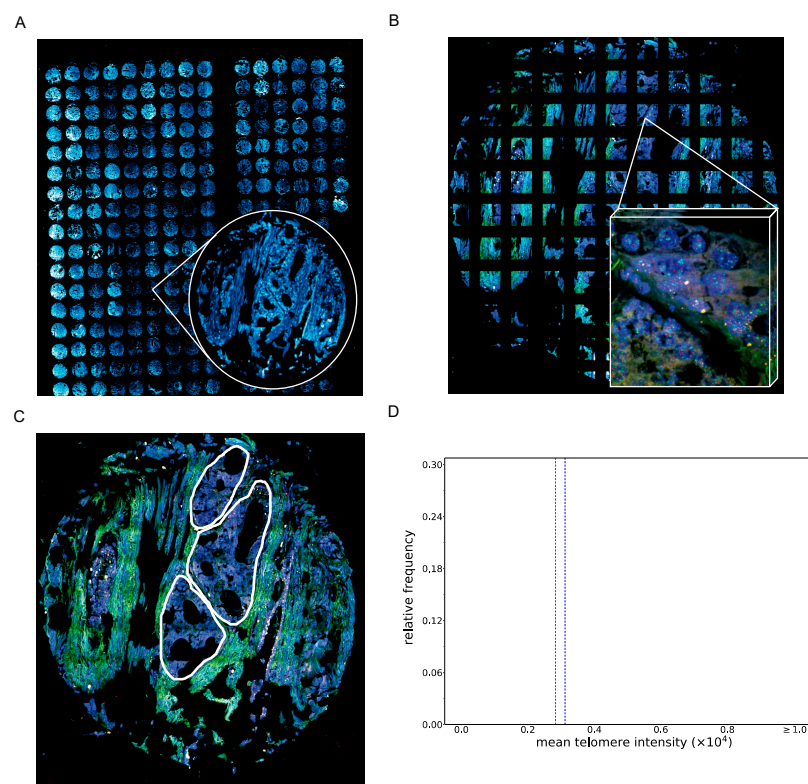 A
B
C
D
0.30
0.24
0.18
0.12
0.06
0.00
relative frequency
0.0 0.2 0.4 0.6 0.8 ≥1.0
mean telomere intensity (×10⁴)